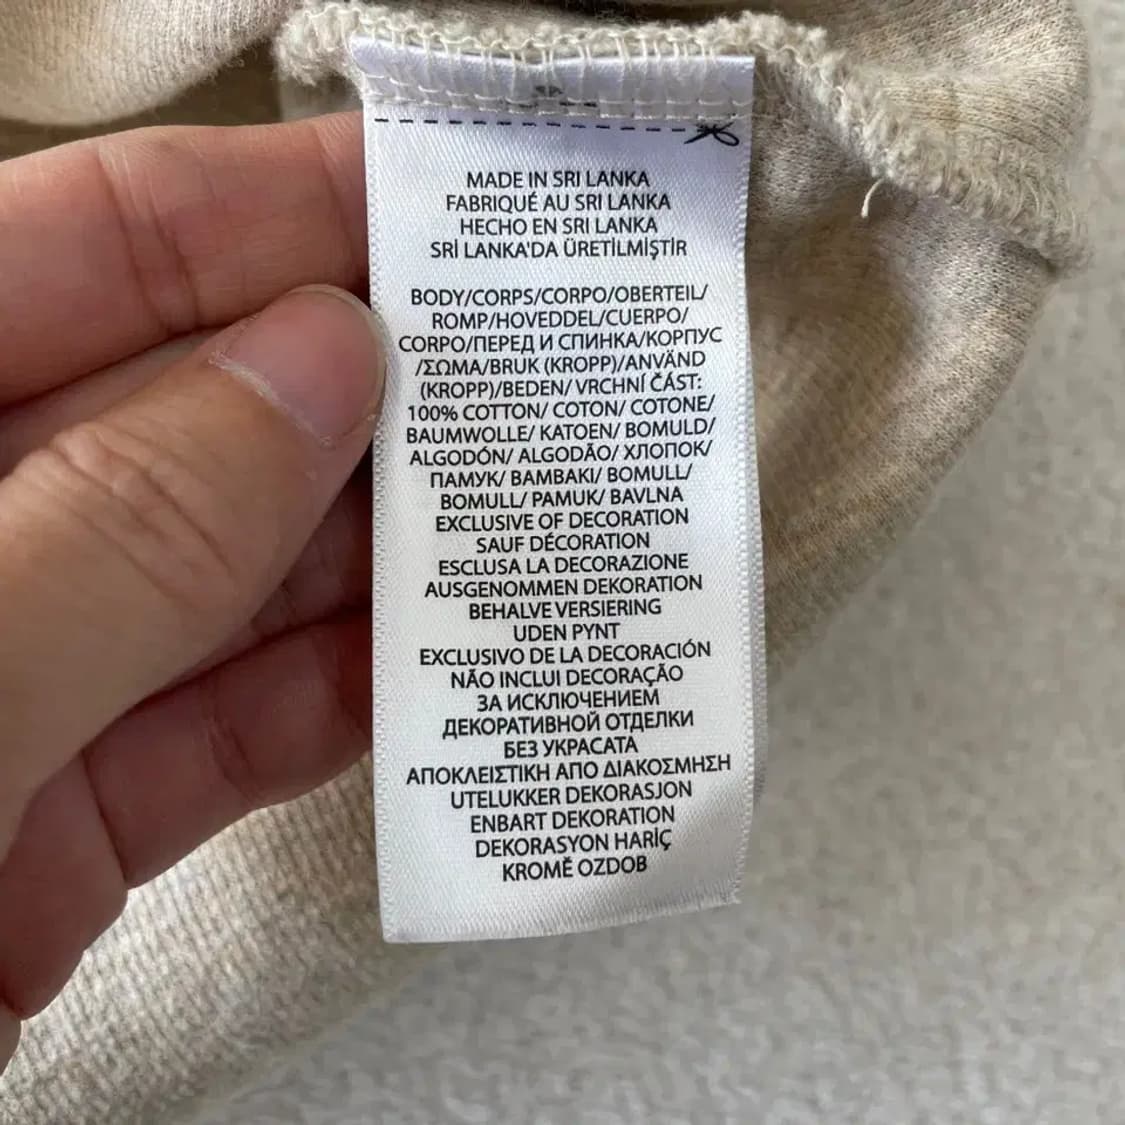 MADE IN SRI LANKA
FABRIQUÉ AU SRI LANKA
HECHO EN SRI LANKA
SRİ LANKA'DA ÜRETİLMİŞTİR
BODY/CORPS/CORPO/OBERTEIL/
ROMP/HOVEDDEL/CUERPO/
CORPO/ПЕРЕД И СПИНКА/КОРПУС
/ΣΩΜΑ/BRUK (KROPP)/ANVÄND
(KROPP)/BEDEN/ VRCHNÍ ČÁST:
100% COTTON/ COTON/ COTONE/
BAUMWOLLE/ KATOEN/ BOMULD/
ALGODÓN/ ALGODÃO/ ХЛОПОК/
ПАМУК/ BAMBAKI/ BOMULL/
BOMULL/ PAMUK/ BAVLNA
EXCLUSIVE OF DECORATION
SAUF DÉCORATION
ESCLUSA LA DECORAZIONE
AUSGENOMMEN DEKORATION
BEHALVE VERSIERING
UDEN PYNT
EXCLUSIVO DE LA DECORACIÓN
NÃO INCLUI DECORAÇÃO
ЗА ИСКЛЮЧЕНИЕМ
ДЕКОРАТИВНОЙ ОТДЕЛКИ
БЕЗ УКРАСАТА
ΑΠΟΚΛΕΙΣΤΙΚΗ ΑΠΟ ΔΙΑΚΟΣΜΗΣΗ
UTELUKKER DEKORASJON
ENBART DEKORATION
DEKORASYON HARİÇ
KROMĚ OZDOB